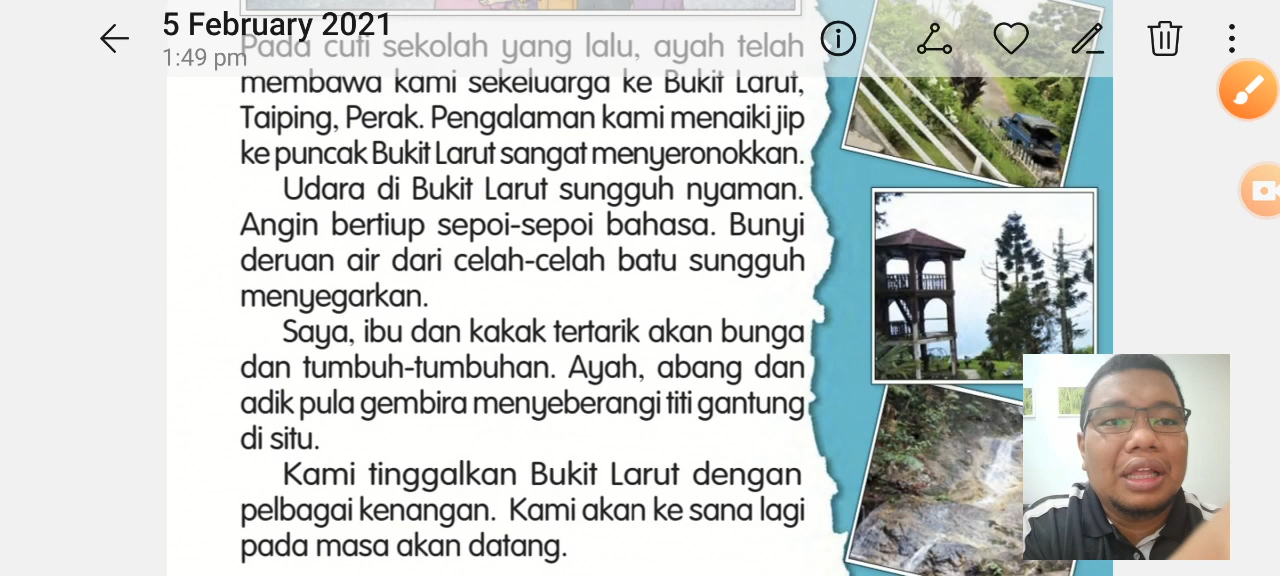 5 February 2021
1:49 pm
Pada cuti sekolah yang lalu, ayah telah
membawa kami sekeluarga ke Bukit Larut,
Taiping, Perak. Pengalaman kami menaiki jip
ke puncak Bukit Larut sangat menyeronokkan.
Udara di Bukit Larut sungguh nyaman.
Angin bertiup sepoi-sepoi bahasa. Bunyi
deruan air dari celah-celah batu sungguh
menyegarkan.
Saya, ibu dan kakak tertarik akan bunga
dan tumbuh-tumbuhan. Ayah, abang dan
adik pula gembira menyeberangi titi gantung
di situ.
Kami tinggalkan Bukit Larut dengan
pelbagai kenangan. Kami akan ke sana lagi
pada masa akan datang.